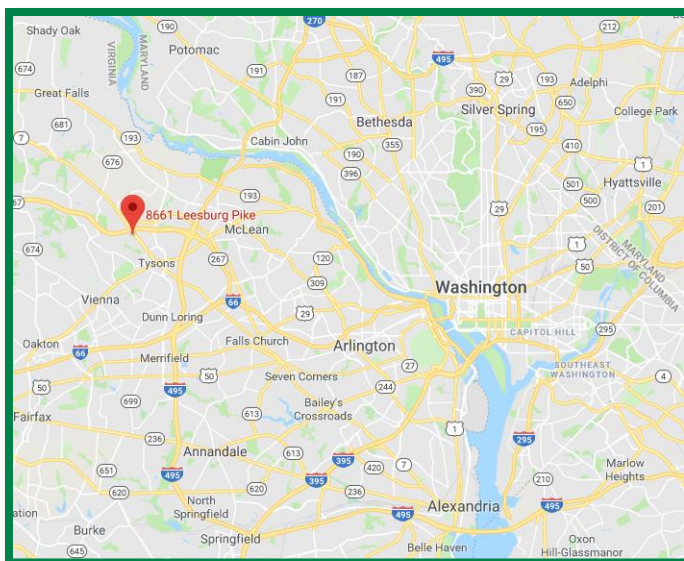 190
270
212
Shady Oak
Potomac
495
VIRGINIA
MARYLAND
674
191
187
29
193
Adelphi
Great Falls
390
Silver Spring
650
191
College Park
681
Bethesda
195
7
193
Cabin John
355
410
676
190
1
396
501
Hyattsville
67
193
500
201
8661 Leesburg Pike
29
McLean
1
MARYLAND
DISTRICT OF COLUMBIA
674
Tysons
267
120
50
309
Washington
Vienna
66
29
Dunn Loring
CAPITOL HILL
295
Oakton
66
Falls Church
Arlington
Merrifield
27
SOUTHEAST
WASHINGTON
50
495
50
Seven Corners
244
4
699
Bailey's
Crossroads
Fairfax
613
1
236
Annandale
613
395
7
295
651
495
420
Marlow
Heights
620
620
395
236
210
North
Springfield
Alexandria
495
ation
495
Burke
Springfield
Oxon
Hill-Glassmanor
645
Belle Haven